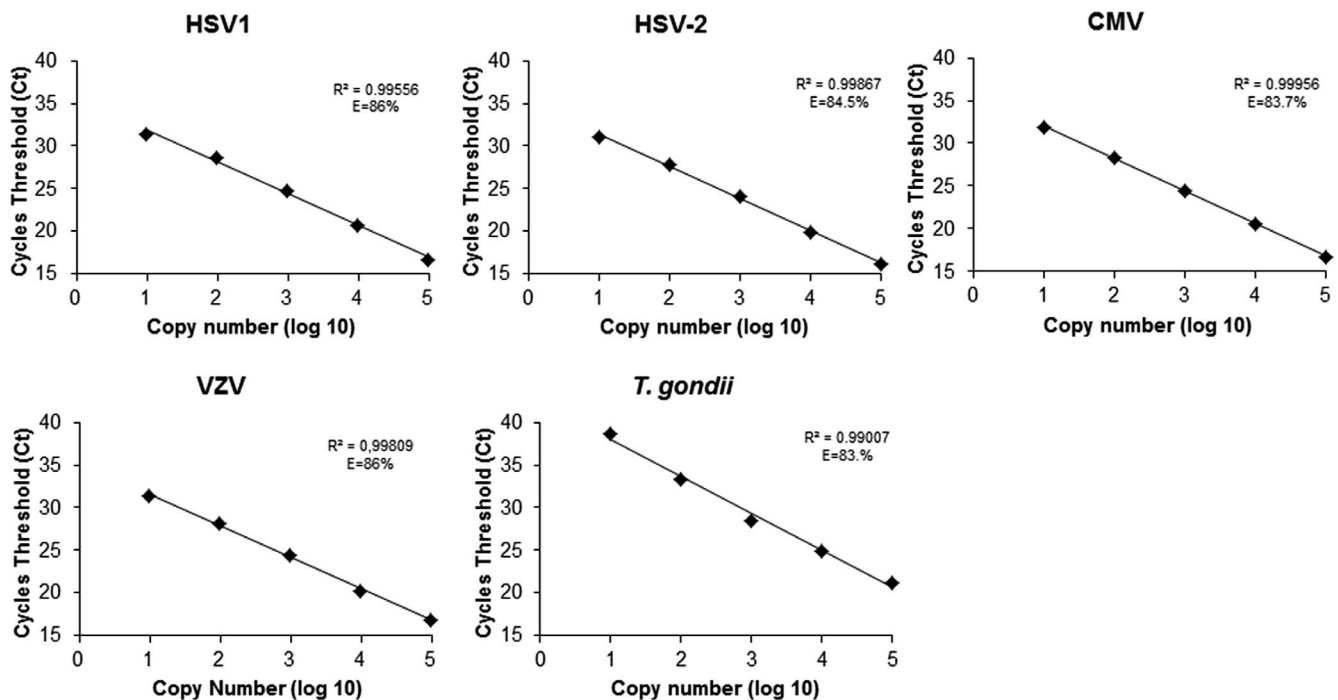 HSV1
Cycles Threshold (Ct)
40
35
30
25
20
15
R² = 0.99556
E=86%
0 1 2 3 4 5
Copy number (log 10)
HSV-2
Cycles Threshold (Ct)
40
35
30
25
20
15
R² = 0.99867
E=84.5%
0 1 2 3 4 5
Copy number (log 10)
CMV
Cycles Threshold (Ct)
40
35
30
25
20
15
R² = 0.99956
E=83.7%
0 1 2 3 4 5
Copy number (log 10)
VZV
Cycles Threshold (Ct)
40
35
30
25
20
15
R² = 0,99809
E=86%
0 1 2 3 4 5
Copy Number (log 10)
T. gondii
Cycles Threshold (Ct)
40
35
30
25
20
15
R² = 0.99007
E=83.%
0 1 2 3 4 5
Copy number (log 10)